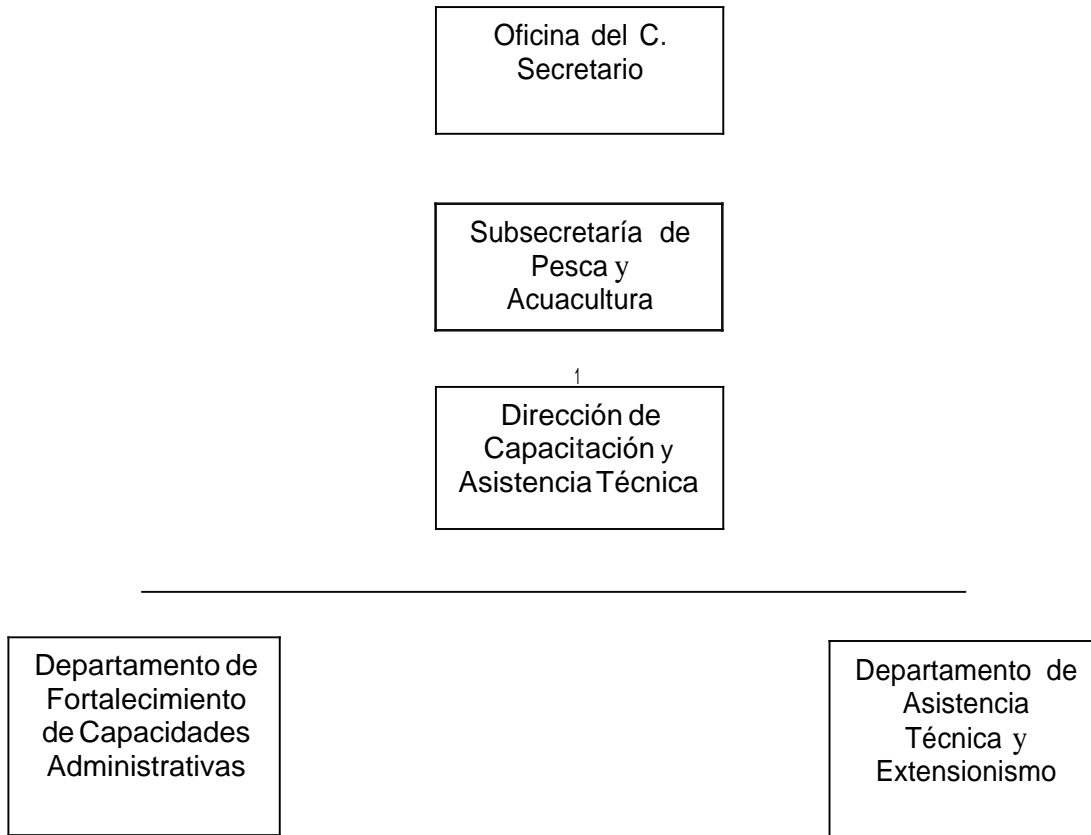 Oficina del C.
Secretario
Subsecretaría de
Pesca y
Acuacultura
1
Dirección de
Capacitación y
Asistencia Técnica
Departamento de
Fortalecimiento
de Capacidades
Administrativas
Departamento de
Asistencia
Técnica y
Extensionismo